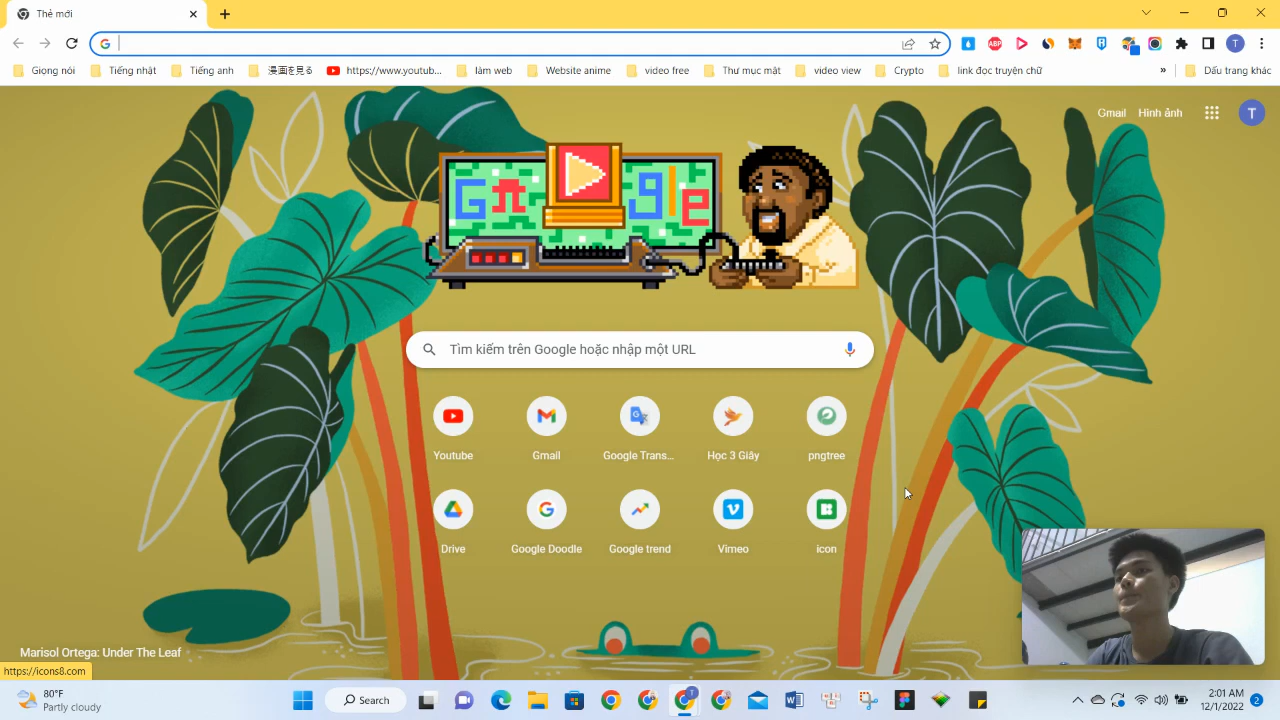 Thẻ mới
T
Giọng nói
Tiếng nhật
Tiếng anh
漫画を見る
https://www.youtub...
làm web
Website anime
video free
Thư mục mật
video view
Crypto
link đọc truyện chữ
»
Dấu trang khác
Gmail
Hình ảnh
T
Tìm kiếm trên Google hoặc nhập một URL
Youtube
Gmail
Google Trans...
Học 3 Giây
pngtree
Drive
Google Doodle
Google trend
Vimeo
icon
Marisol Ortega: Under The Leaf
https://icons8.com
80°F
Partly cloudy
Search
2:01 AM
12/1/2022
2